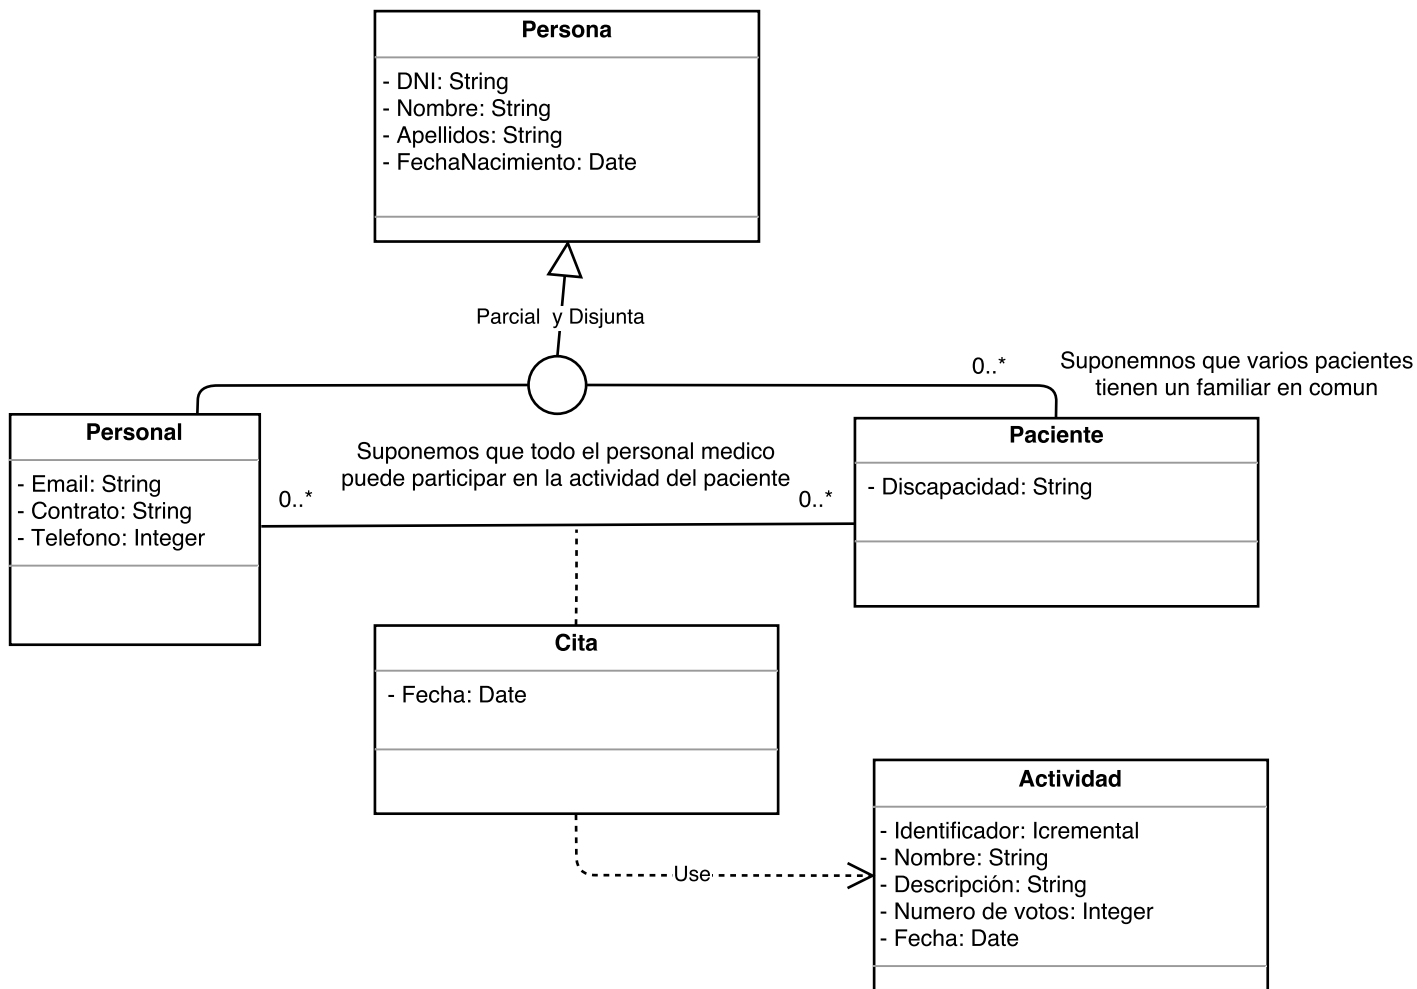 Persona
- DNI: String
- Nombre: String
- Apellidos: String
- FechaNacimiento: Date
Parcial y Disjunta
0..*
Suponemnos que varios pacientes
tienen un familiar en comun
Personal
- Email: String
- Contrato: String
- Telefono: Integer
Suponemos que todo el personal medico
puede participar en la actividad del paciente
0..*
0..*
Paciente
- Discapacidad: String
Cita
- Fecha: Date
Use
Actividad
- Identificador: Icremental
- Nombre: String
- Descripción: String
- Numero de votos: Integer
- Fecha: Date